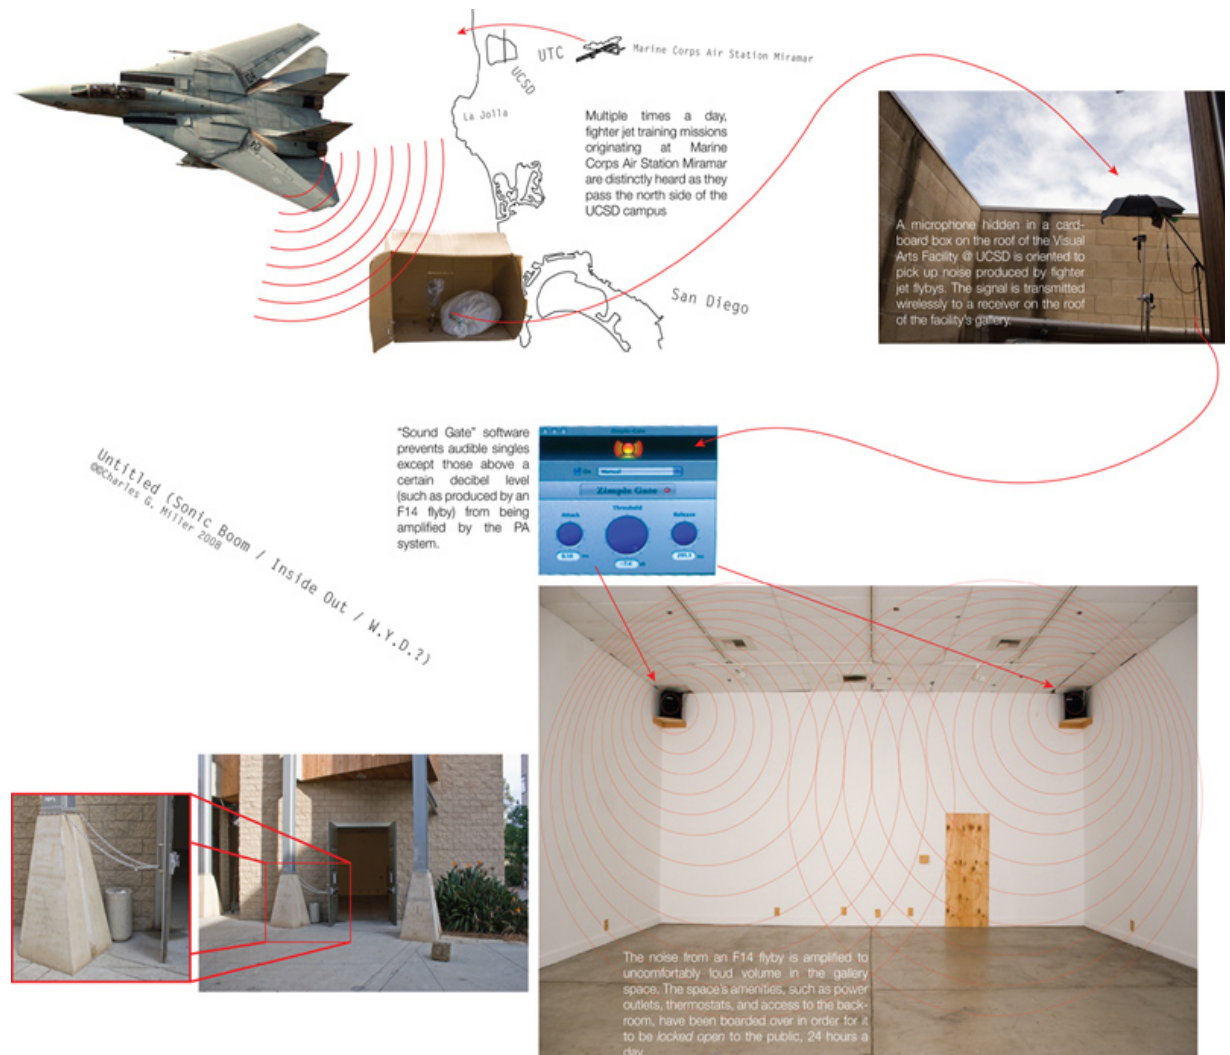 UTC
Marine Corps Air Station Miramar
UCSD
La Jolla
Multiple times a day,
fighter jet training missions
originating at Marine
Corps Air Station Miramar
are distinctly heard as they
pass the north side of the
UCSD campus
San Diego
A microphone hidden in a card-
board box on the roof of the Visual
Arts Facility @ UCSD is oriented to
pick up noise produced by fighter
jet flybys. The signal is transmitted
wirelessly to a receiver on the roof
of the facility's gallery.
"Sound Gate" software
prevents audible singles
except those above a
certain decibel level
(such as produced by an
F14 flyby) from being
amplified by the PA
system.
On
Normal
Zimple Gate
Attack
Threshold
Release
Untitled (Sonic Boom / Inside Out / W.Y.D.?)
Charles G. Miller 2008
The noise from an F14 flyby is amplified to
uncomfortably loud volume in the gallery
space. The space's amenities, such as power
outlets, thermostats, and access to the back-
room, have been boarded over in order for it
to be locked open to the public, 24 hours a
day.